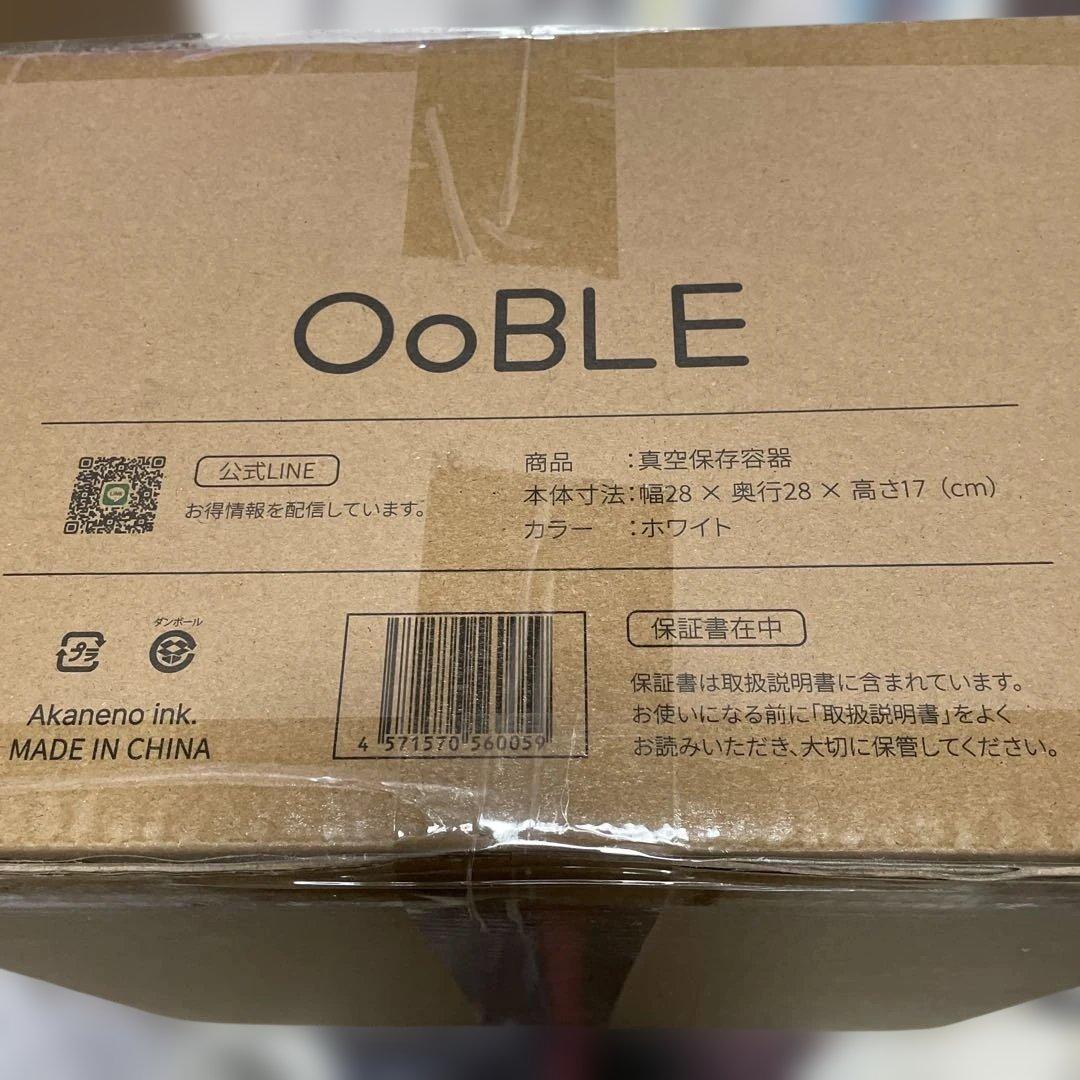 OoBLE
公式LINE
お得情報を配信しています。
商品 :真空保存容器
本体寸法:幅28 × 奥行28 × 高さ17(cm)
カラー :ホワイト
プラ
ダンボール
Akaneno ink.
MADE IN CHINA
4 571570 560059
保証書在中
保証書は取扱説明書に含まれています。
お使いになる前に「取扱説明書」をよく
お読みいただき、大切に保管してください。